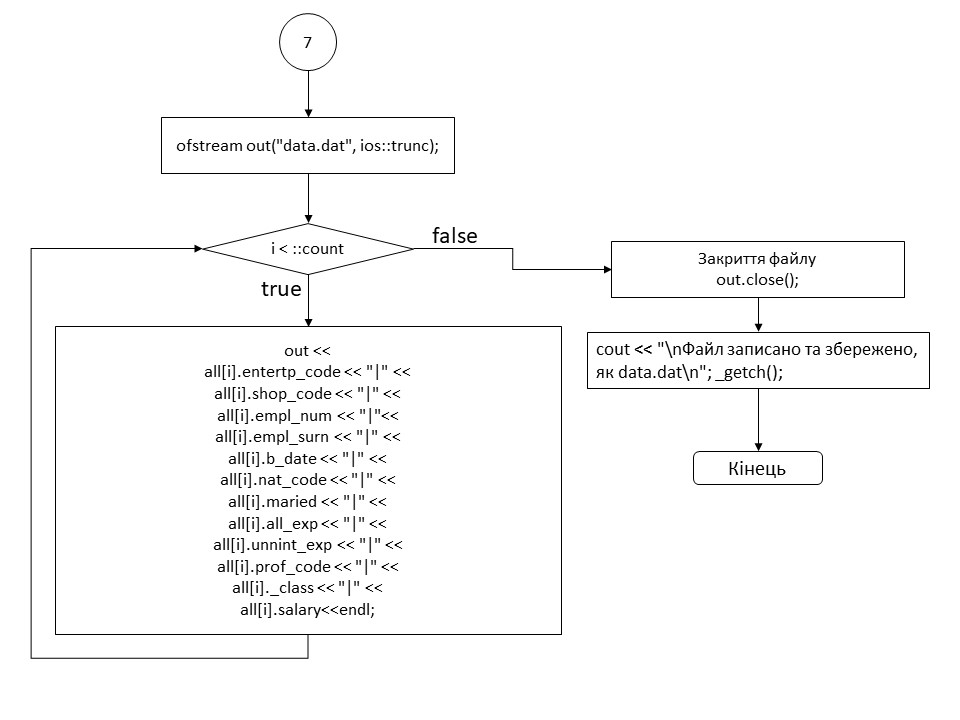 7
ofstream out("data.dat", ios::trunc);
i < ::count
false
true
Закриття файлу
out.close();
out <<
all[i].entertp_code << "|" <<
all[i].shop_code << "|" <<
all[i].empl_num << "|"<<
all[i].empl_surn << "|" <<
all[i].b_date << "|" <<
all[i].nat_code << "|" <<
all[i].maried << "|" <<
all[i].all_exp << "|" <<
all[i].unnint_exp << "|" <<
all[i].prof_code << "|" <<
all[i]._class << "|" <<
all[i].salary<<endl;
cout << "\nФайл записано та збережено,
як data.dat\n"; _getch();
Кінець